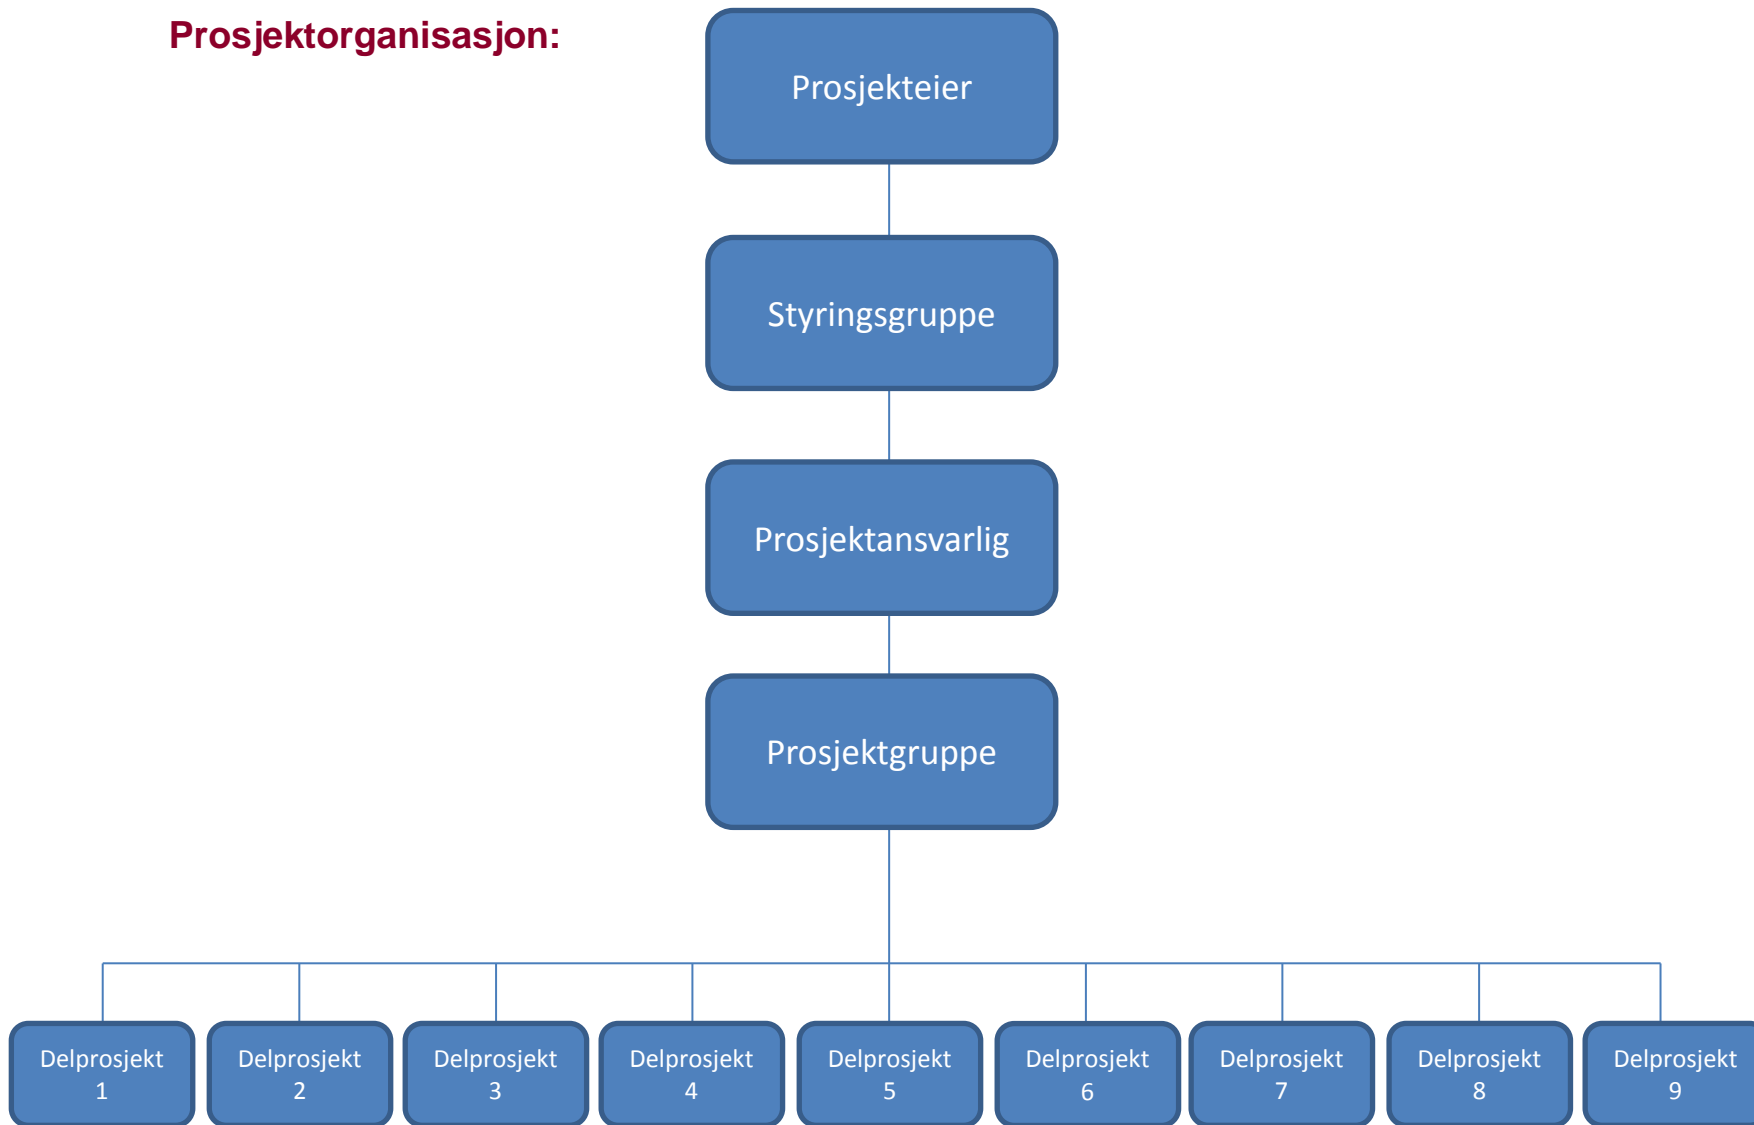 Prosjektorganisasjon:
Prosjekteier
Styringsgruppe
Prosjektansvarlig
Prosjektgruppe
Delprosjekt
1
Delprosjekt
2
Delprosjekt
3
Delprosjekt
4
Delprosjekt
5
Delprosjekt
6
Delprosjekt
7
Delprosjekt
8
Delprosjekt
9